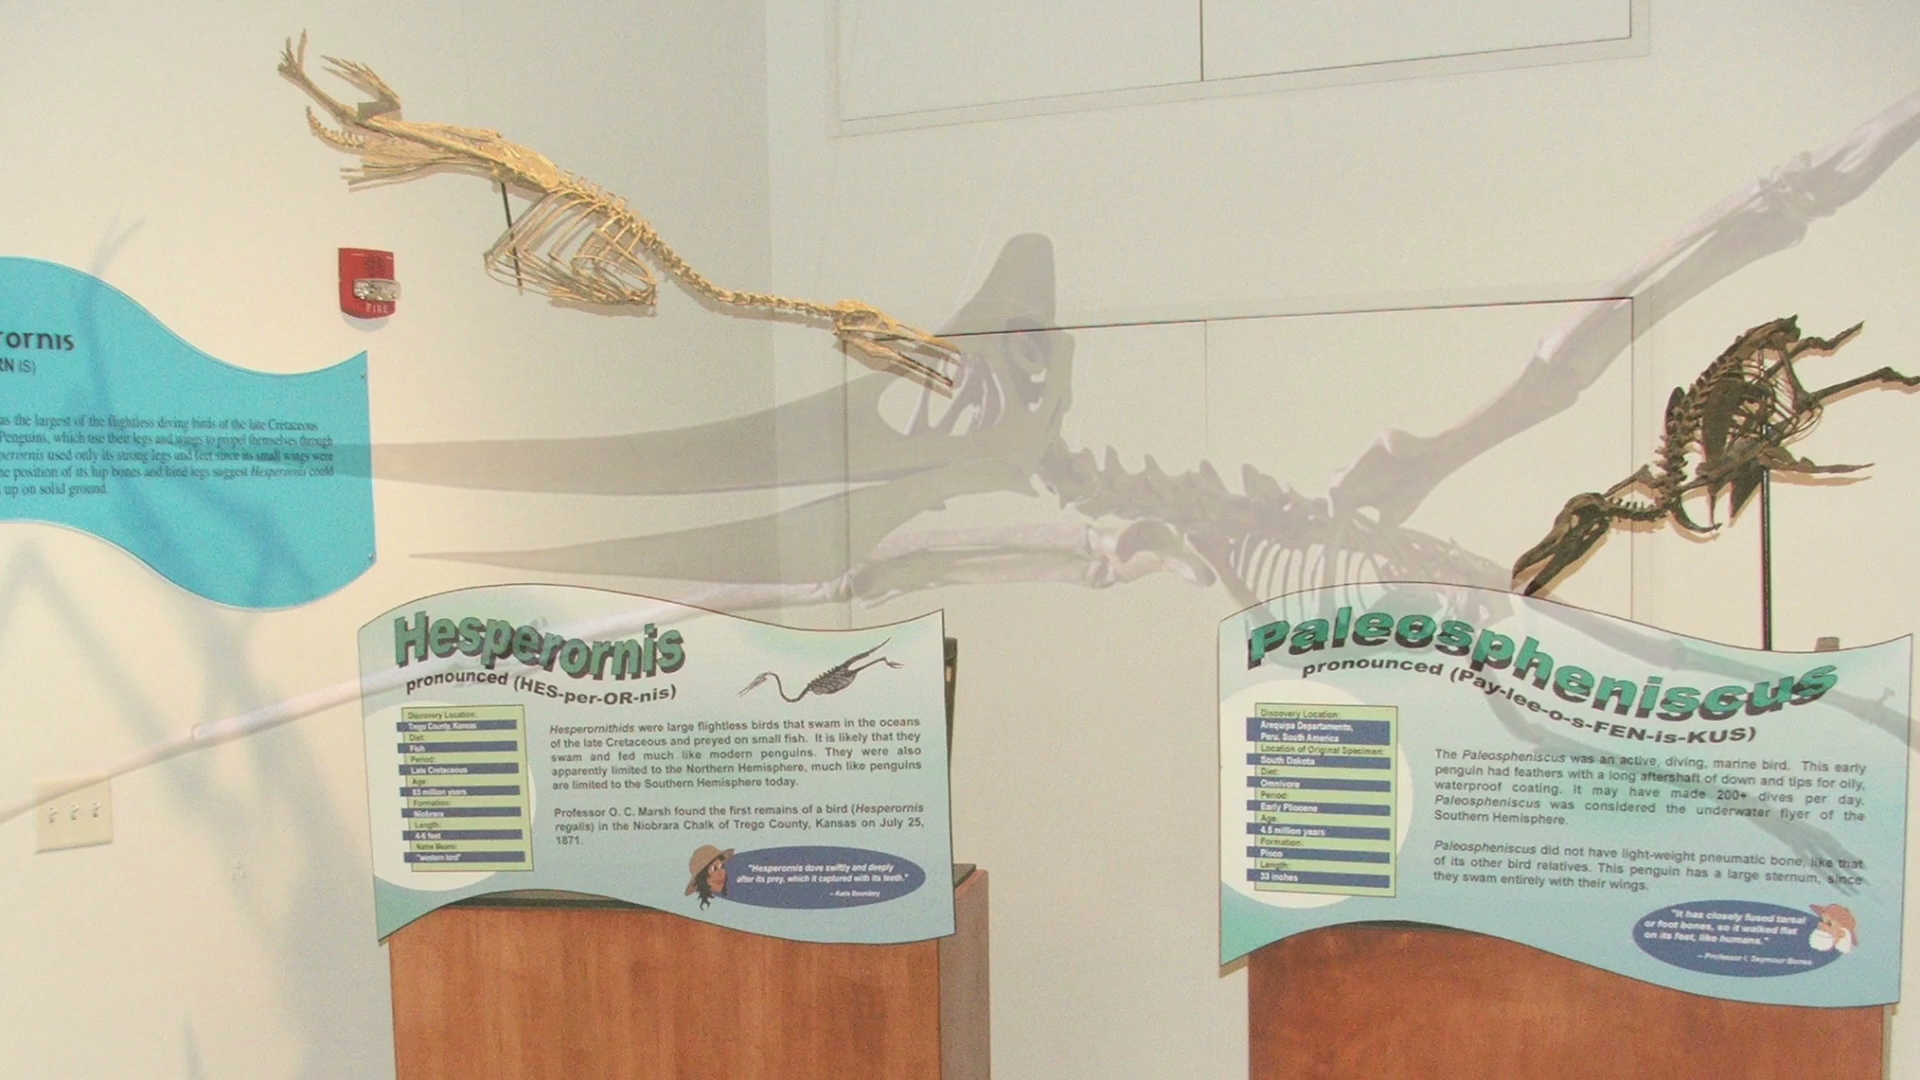 ornis
RN IS)
as the largest of the flightless diving birds of the late Cretaceous
Penguins, which use their legs and wings to propel themselves through
perornis used only its strong legs and feet since its small wings were
he position of its hip bones and hind legs suggest Hesperornis could
up on solid ground.
FIRE
Hesperornis
pronounced (HES-per-OR-nis)
Discovery Location:
Trego County, Kansas
Diet:
Fish
Period:
Late Cretaceous
Age:
83 million years
Formation:
Niobrara
Length:
4-6 feet
Name Means:
"western bird"
Hesperornithids were large flightless birds that swam in the oceans
of the late Cretaceous and preyed on small fish. It is likely that they
swam and fed much like modern penguins. They were also
apparently limited to the Northern Hemisphere, much like penguins
are limited to the Southern Hemisphere today.
Professor O. C. Marsh found the first remains of a bird (Hesperornis
regalis) in the Niobrara Chalk of Trego County, Kansas on July 25,
1871.
"Hesperornis dove swiftly and deeply
after its prey, which it captured with its teeth."
– Katie Boundary
Paleospheniscus
pronounced (Pay-lee-o-s-FEN-is-KUS)
Discovery Location:
Arequipa Departamento,
Peru, South America
Location of Original Specimen:
South Dakota
Diet:
Omnivore
Period:
Early Pliocene
Age:
4.5 million years
Formation:
Pisco
Length:
33 inches
The Paleospheniscus was an active, diving, marine bird. This early
penguin had feathers with a long aftershaft of down and tips for oily,
waterproof coating. It may have made 200+ dives per day.
Paleospheniscus was considered the underwater flyer of the
Southern Hemisphere.
Paleospheniscus did not have light-weight pneumatic bone, like that
of its other bird relatives. This penguin has a large sternum, since
they swam entirely with their wings.
"It has closely fused tarsal
or foot bones, so it walked flat
on its feet, like humans."
– Professor I. Seymour Bones